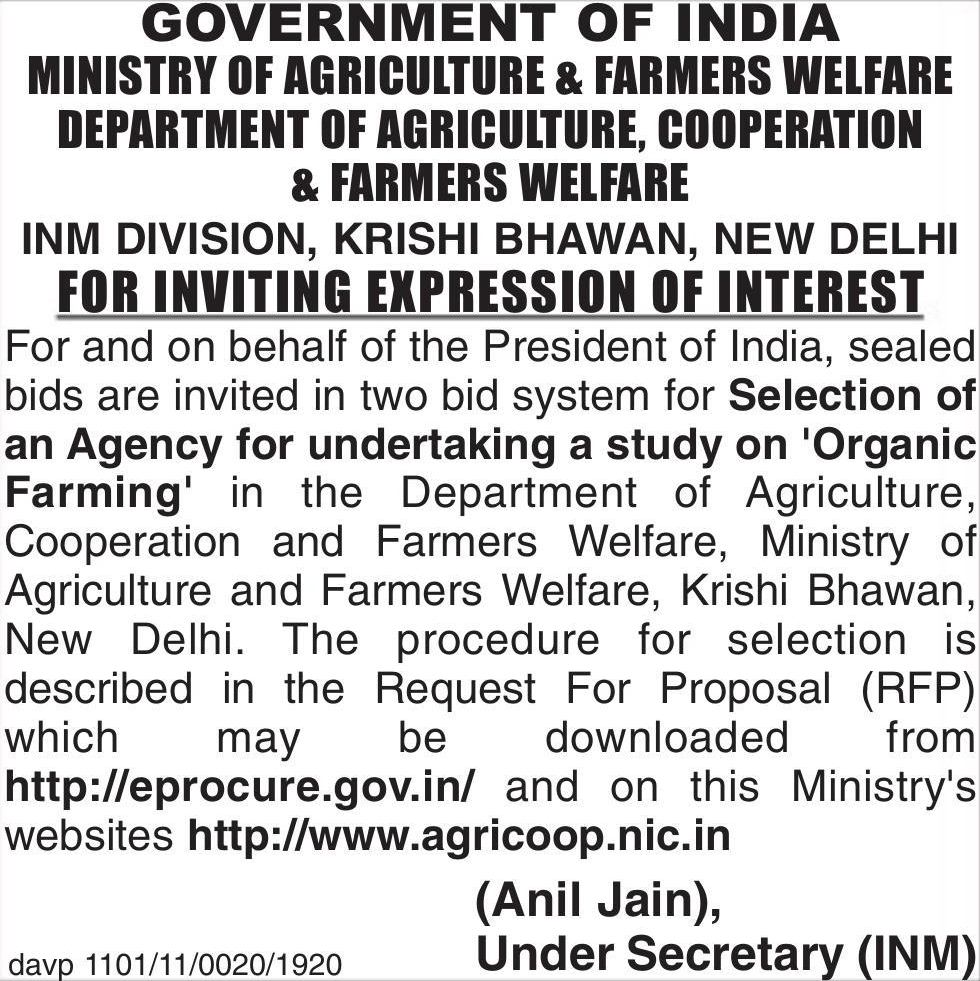 GOVERNMENT OF INDIA
MINISTRY OF AGRICULTURE & FARMERS WELFARE
DEPARTMENT OF AGRICULTURE, COOPERATION
& FARMERS WELFARE
INM DIVISION, KRISHI BHAWAN, NEW DELHI
FOR INVITING EXPRESSION OF INTEREST
For and on behalf of the President of India, sealed
bids are invited in two bid system for Selection of
an Agency for undertaking a study on 'Organic
Farming' in the Department of Agriculture,
Cooperation and Farmers Welfare, Ministry of
Agriculture and Farmers Welfare, Krishi Bhawan,
New Delhi. The procedure for selection is
described in the Request For Proposal (RFP)
which may be downloaded from
http://eprocure.gov.in/ and on this Ministry's
websites http://www.agricoop.nic.in
(Anil Jain),
Under Secretary (INM)
davp 1101/11/0020/1920